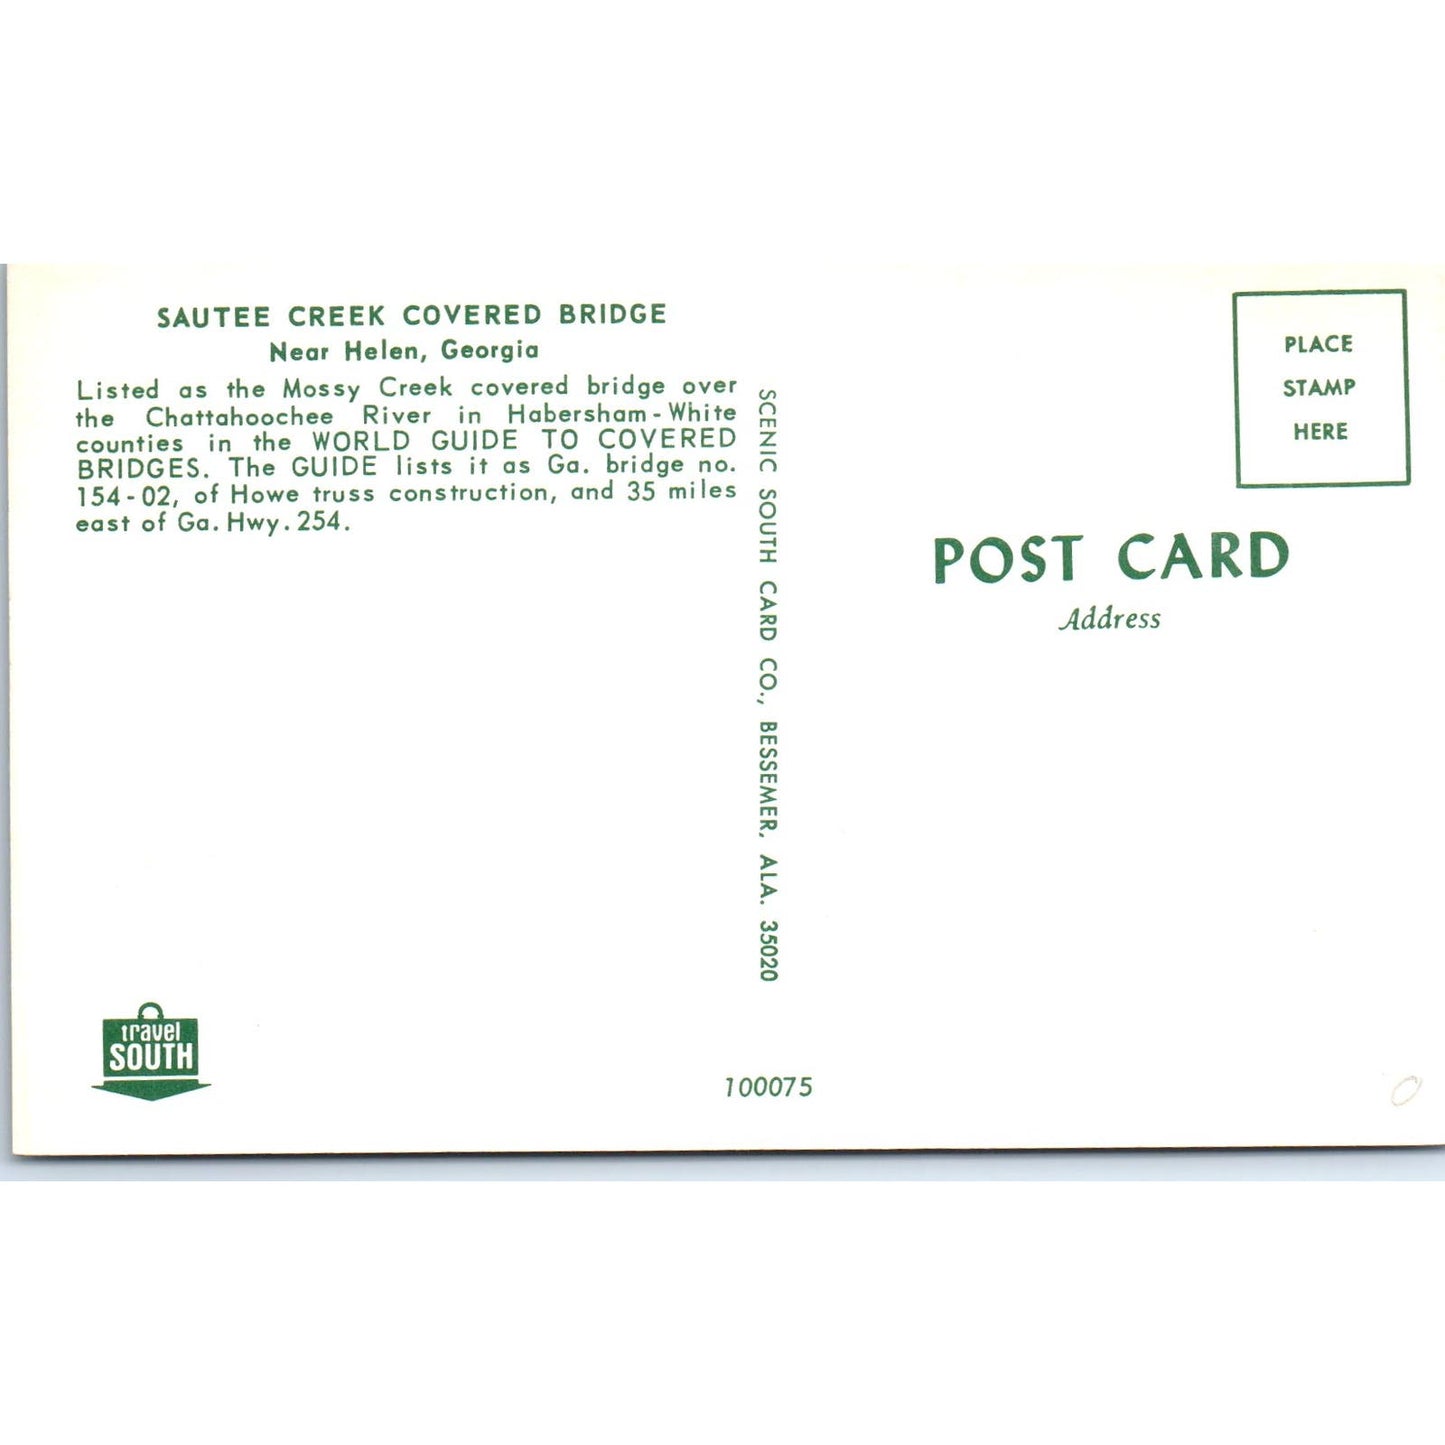 SAUTEE CREEK COVERED BRIDGE
Near Helen, Georgia
Listed as the Mossy Creek covered bridge over
the Chattahoochee River in Habersham-White
counties in the WORLD GUIDE TO COVERED
BRIDGES. The GUIDE lists it as Ga. bridge no.
154-02, of Howe truss construction, and 35 miles
east of Ga. Hwy. 254.
SCENIC SOUTH CARD CO., BESSEMER, ALA. 35020
PLACE
STAMP
HERE
POST CARD
Address
travel
SOUTH
100075